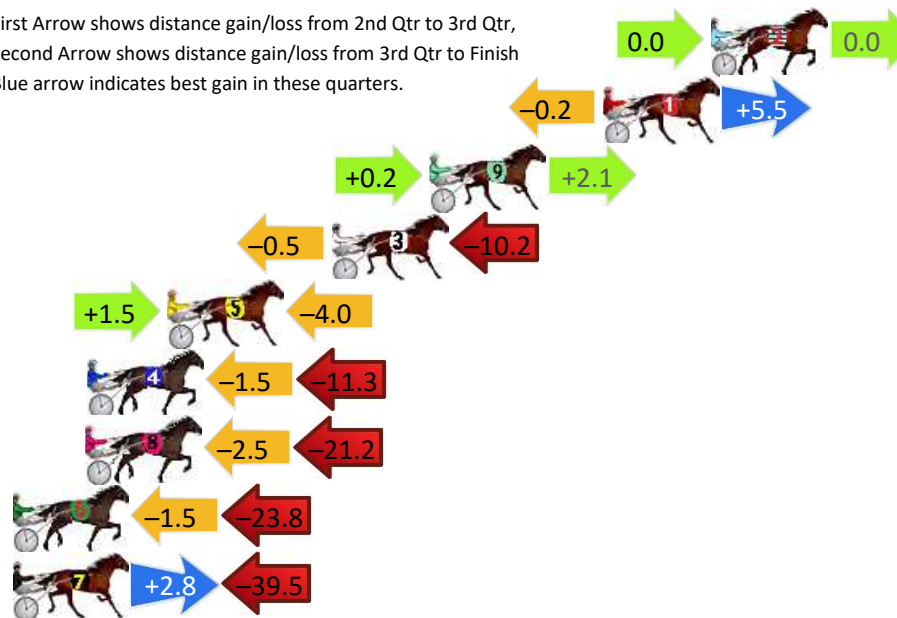 irst Arrow shows distance gain/loss from 2nd Qtr to 3rd Qtr,
econd Arrow shows distance gain/loss from 3rd Qtr to Finish
Blue arrow indicates best gain in these quarters.
0.0 2 0.0
–0.2 1 +5.5
+0.2 9 +2.1
–0.5 3 –10.2
+1.5 5 –4.0
4 –1.5 –11.3
8 –2.5 –21.2
6 –1.5 –23.8
7 +2.8 –39.5